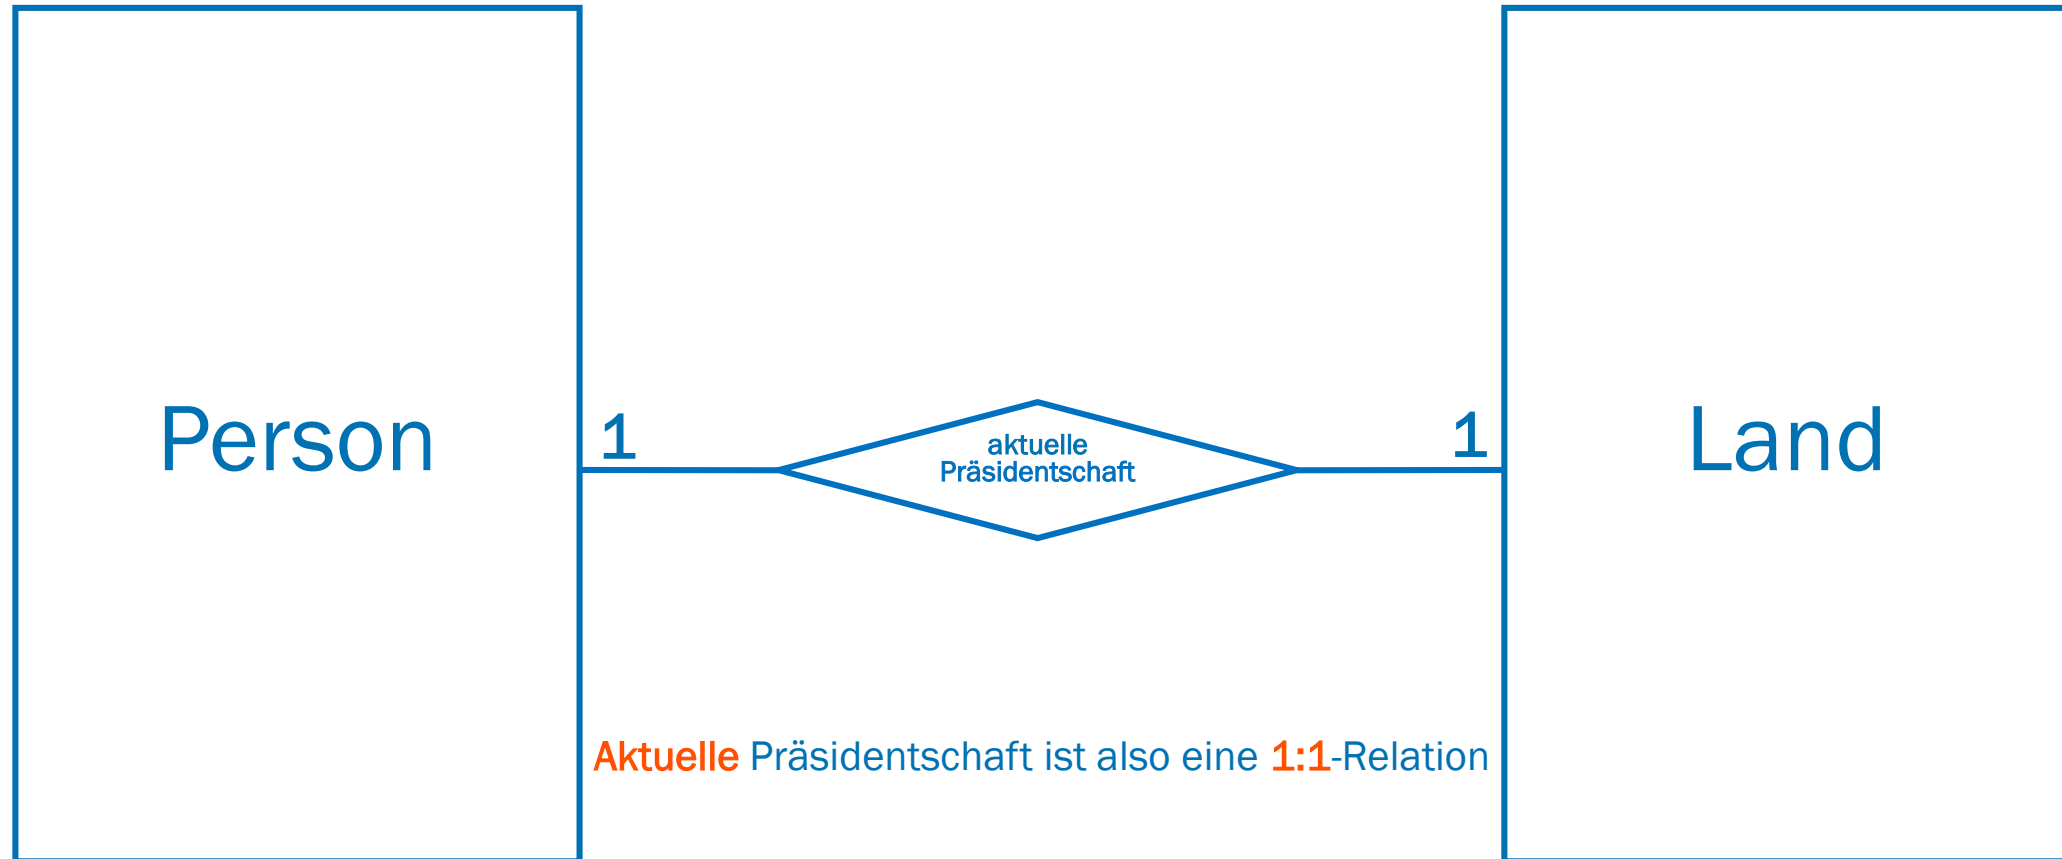 Person
1
aktuelle
Präsidentschaft
1
Land
Aktuelle Präsidentschaft ist also eine 1:1-Relation